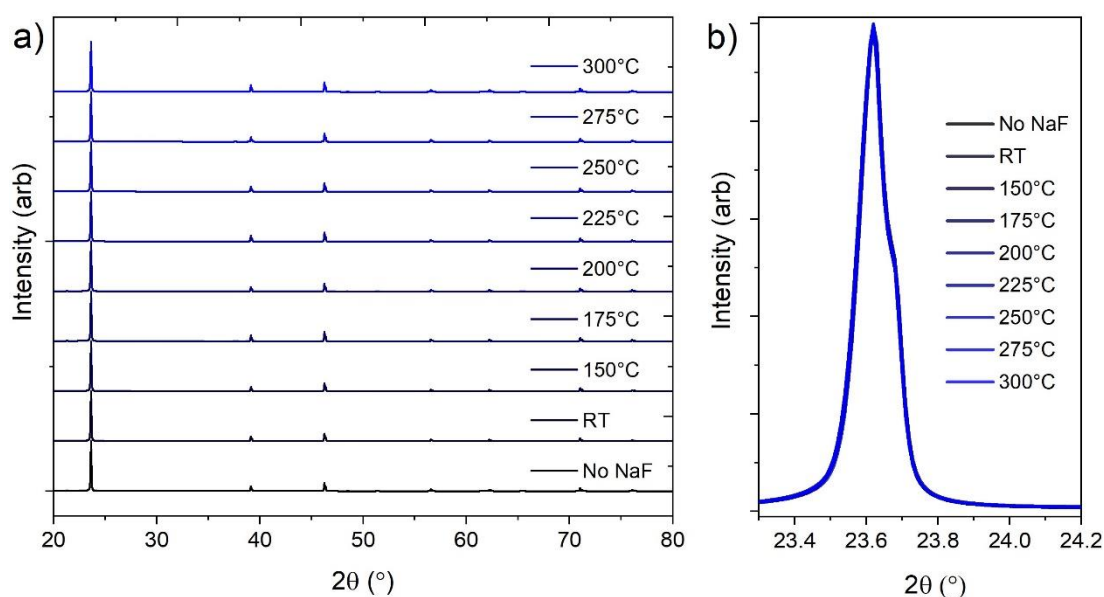 a)
Intensity (arb)
300°C
275°C
250°C
225°C
200°C
175°C
150°C
RT
No NaF
20 30 40 50 60 70 80
2θ (°)
b)
Intensity (arb)
No NaF
RT
150°C
175°C
200°C
225°C
250°C
275°C
300°C
23.4 23.6 23.8 24.0 24.2
2θ (°)